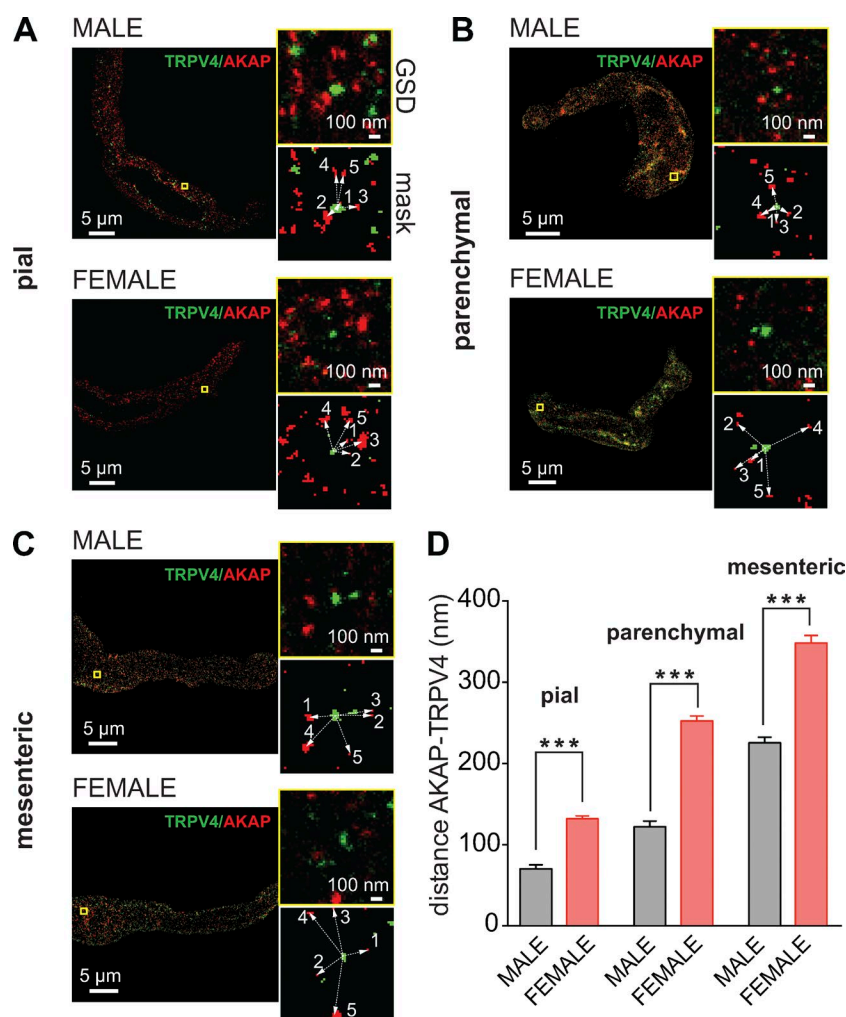 A
MALE
TRPV4/AKAP
5 µm
GSD
100 nm
mask
4
5
1
3
2
pial
FEMALE
TRPV4/AKAP
5 µm
100 nm
4
5
1
3
2
B
MALE
TRPV4/AKAP
5 µm
100 nm
5
4
2
1
3
parenchymal
FEMALE
TRPV4/AKAP
5 µm
100 nm
2
4
1
3
5
C
MALE
TRPV4/AKAP
5 µm
100 nm
1
3
2
4
5
mesenteric
FEMALE
TRPV4/AKAP
5 µm
100 nm
4
3
1
2
5
D
distance AKAP-TRPV4 (nm)
400
300
200
100
0
pial
parenchymal
mesenteric
***
***
***
MALE
FEMALE
MALE
FEMALE
MALE
FEMALE